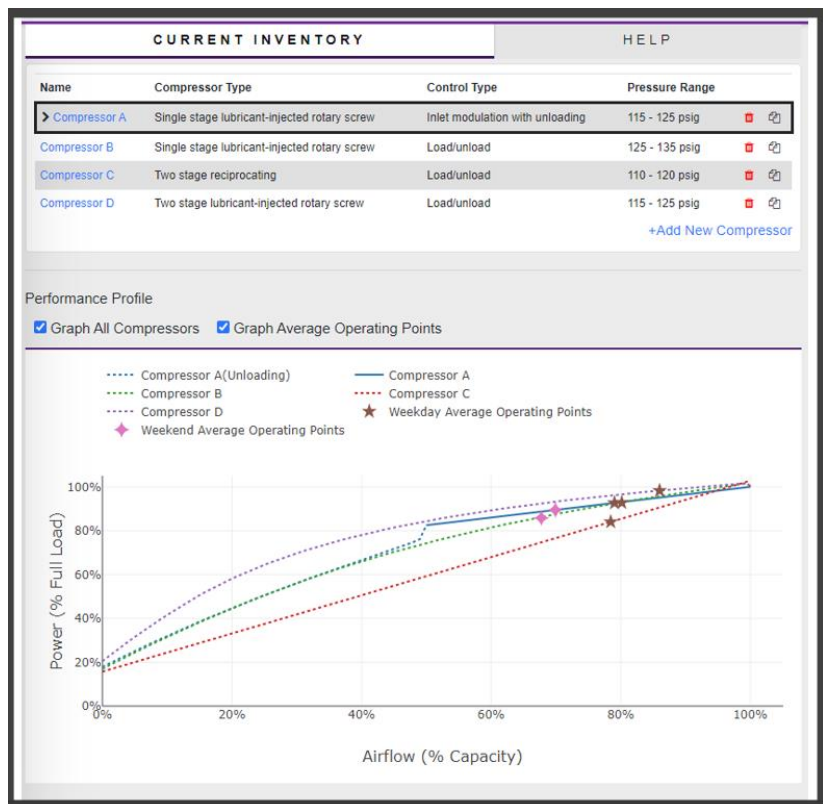 CURRENT INVENTORY HELP
Name Compressor Type Control Type Pressure Range
Compressor A Single stage lubricant-injected rotary screw Inlet modulation with unloading 115 - 125 psig
Compressor B Single stage lubricant-injected rotary screw Load/unload 125 - 135 psig
Compressor C Two stage reciprocating Load/unload 110 - 120 psig
Compressor D Two stage lubricant-injected rotary screw Load/unload 115 - 125 psig
+Add New Compressor
Performance Profile
Graph All Compressors Graph Average Operating Points
Compressor A(Unloading) Compressor A
Compressor B Compressor C
Compressor D Weekday Average Operating Points
Weekend Average Operating Points
Power (% Full Load)
100%
80%
60%
40%
20%
0%
0% 20% 40% 60% 80% 100%
Airflow (% Capacity)